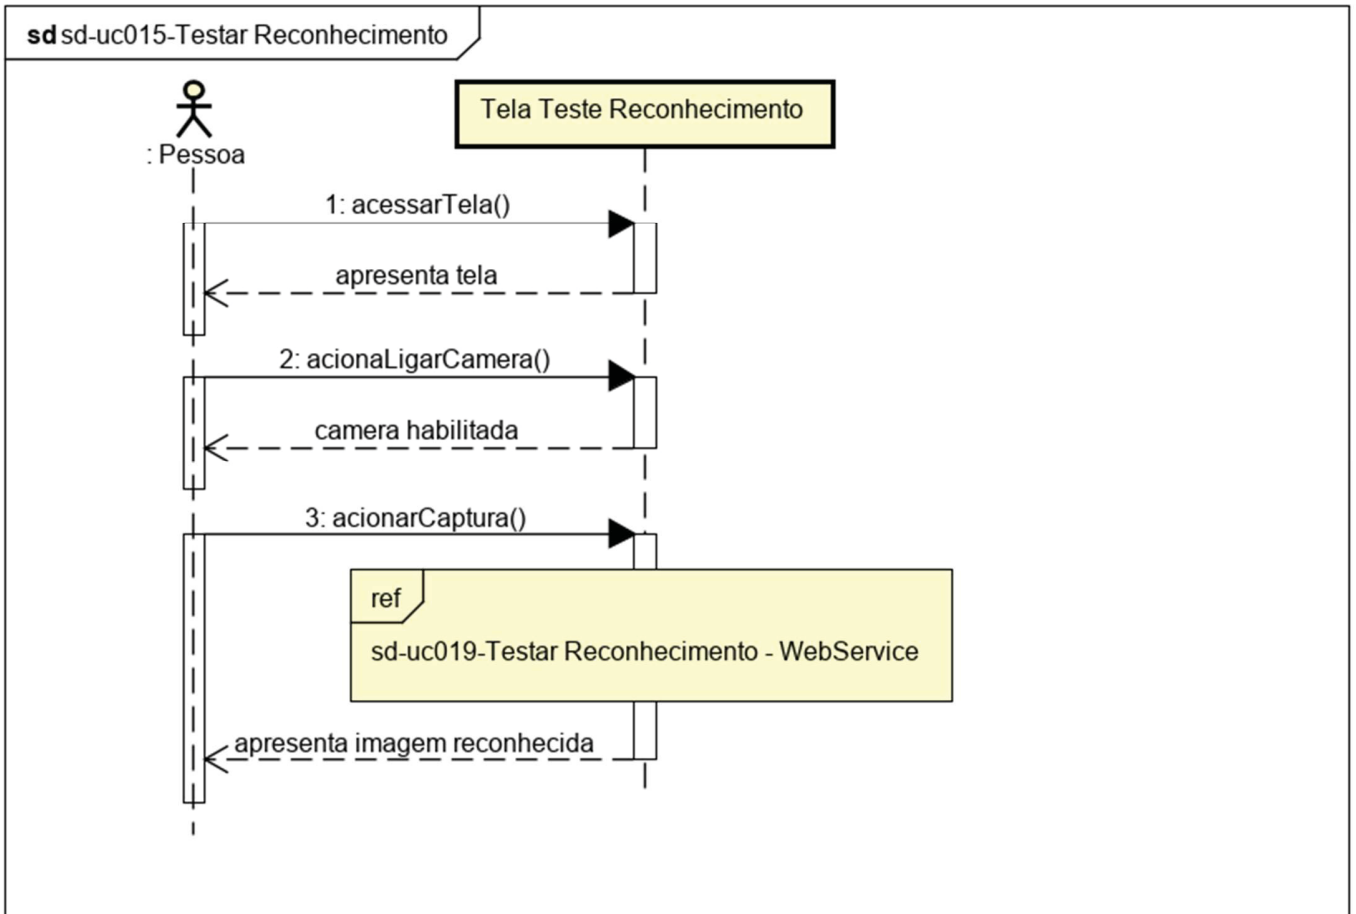 sd sd-uc015-Testar Reconhecimento
Tela Teste Reconhecimento
: Pessoa
1: acessarTela()
apresenta tela
2: acionaLigarCamera()
camera habilitada
3: acionarCaptura()
ref
sd-uc019-Testar Reconhecimento - WebService
apresenta imagem reconhecida